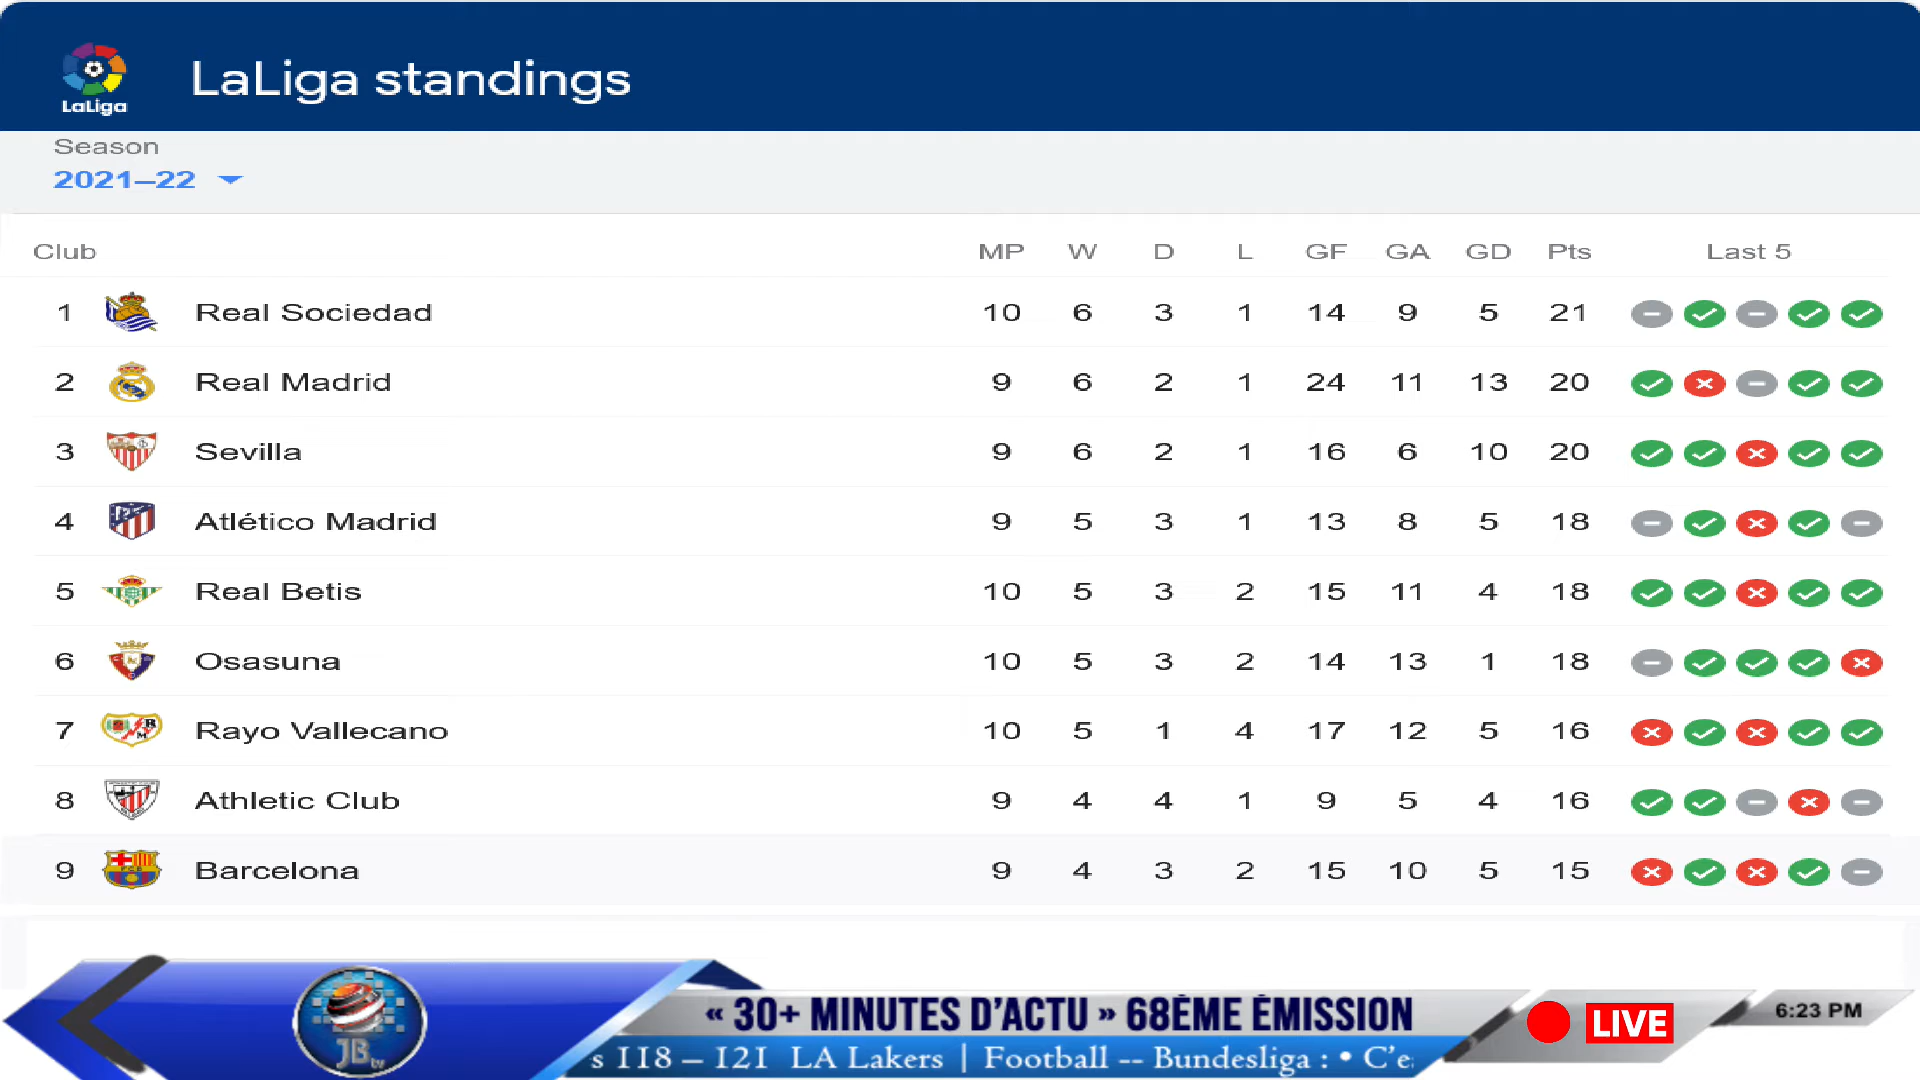 LaLiga
LaLiga standings
Season
2021–22
Club MP W D L GF GA GD Pts Last 5
1 Real Sociedad 10 6 3 1 14 9 5 21
2 Real Madrid 9 6 2 1 24 11 13 20
3 Sevilla 9 6 2 1 16 6 10 20
4 Atlético Madrid 9 5 3 1 13 8 5 18
5 Real Betis 10 5 3 2 15 11 4 18
6 Osasuna 10 5 3 2 14 13 1 18
7 Rayo Vallecano 10 5 1 4 17 12 5 16
8 Athletic Club 9 4 4 1 9 5 4 16
9 Barcelona 9 4 3 2 15 10 5 15
JB tv
« 30+ MINUTES D'ACTU » 68ÈME ÉMISSION
LIVE
6:23 PM
s 118 – 121 LA Lakers | Football -- Bundesliga : • C'e